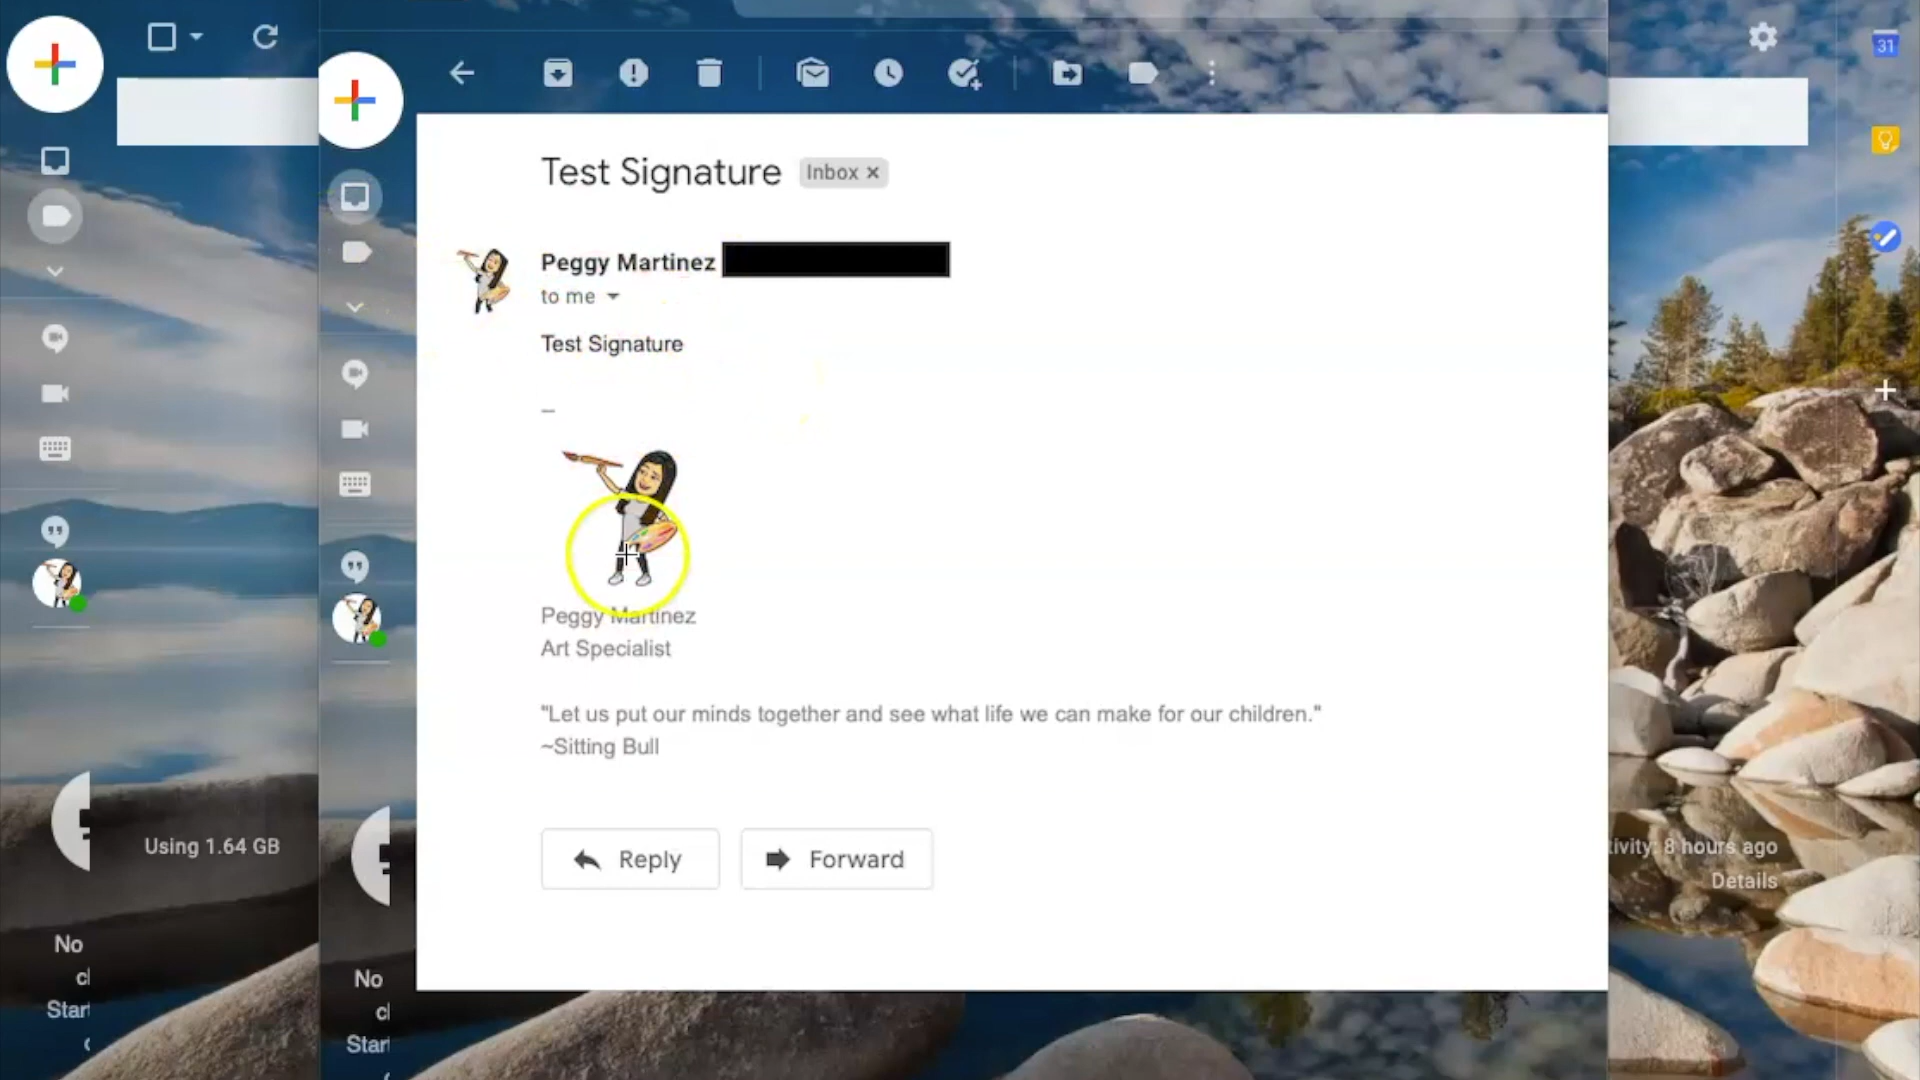 Test Signature Inbox ×
Peggy Martinez
to me
Test Signature
--
Peggy Martinez
Art Specialist
"Let us put our minds together and see what life we can make for our children."
~Sitting Bull
Reply Forward
Using 1.64 GB
tivity: 8 hours ago
Details
No
Start
No
Start
31